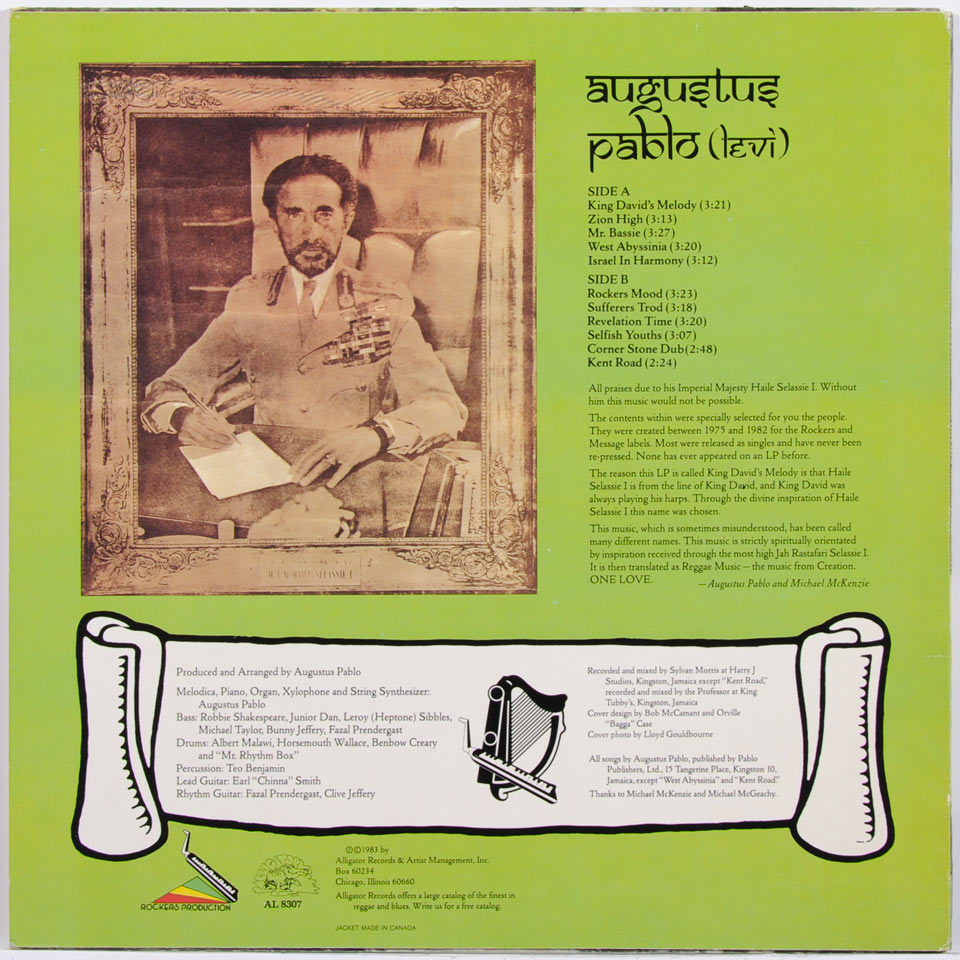 augustus
pablo (levi)
SIDE A
King David's Melody (3:21)
Zion High (3:13)
Mr. Bassie (3:27)
West Abyssinia (3:20)
Israel In Harmony (3:12)
SIDE B
Rockers Mood (3:23)
Sufferers Trod (3:18)
Revelation Time (3:20)
Selfish Youths (3:07)
Corner Stone Dub (2:48)
Kent Road (2:24)
All praises due to his Imperial Majesty Haile Selassie I. Without
him this music would not be possible.
The contents within were specially selected for you the people.
They were created between 1975 and 1982 for the Rockers and
Message labels. Most were released as singles and have never been
re-pressed. None has ever appeared on an LP before.
The reason this LP is called King David's Melody is that Haile
Selassie I is from the line of King David, and King David was
always playing his harps. Through the divine inspiration of Haile
Selassie I this name was chosen.
This music, which is sometimes misunderstood, has been called
many different names. This music is strictly spiritually orientated
by inspiration received through the most high Jah Rastafari Selassie I.
It is then translated as Reggae Music — the music from Creation.
ONE LOVE.
—Augustus Pablo and Michael McKenzie
SELASSIE I
Produced and Arranged by Augustus Pablo
Melodica, Piano, Organ, Xylophone and String Synthesizer:
Augustus Pablo
Bass: Robbie Shakespeare, Junior Dan, Leroy (Heptone) Sibbles,
Michael Taylor, Bunny Jeffery, Fazal Prendergast
Drums: Albert Malawi, Horsemouth Wallace, Benbow Creary
and "Mr. Rhythm Box"
Percussion: Teo Benjamin
Lead Guitar: Earl "Chinna" Smith
Rhythm Guitar: Fazal Prendergast, Clive Jeffery
Recorded and mixed by Sylvan Morris at Harry J
Studios, Kingston, Jamaica except "Kent Road,"
recorded and mixed by the Professor at King
Tubby's, Kingston, Jamaica
Cover design by Bob McCamant and Orville
"Bagga" Case
Cover photo by Lloyd Gouldbourne
All songs by Augustus Pablo, published by Pablo
Publishers, Ltd., 15 Tangerine Place, Kingston 10,
Jamaica, except "West Abyssinia" and "Kent Road."
Thanks to Michael McKenzie and Michael McGeachy.
ROCKERS PRODUCTION
AL 8307
℗©1983 by
Alligator Records & Artist Management, Inc.
Box 60234
Chicago, Illinois 60660
Alligator Records offers a large catalog of the finest in
reggae and blues. Write us for a free catalog.
JACKET MADE IN CANADA